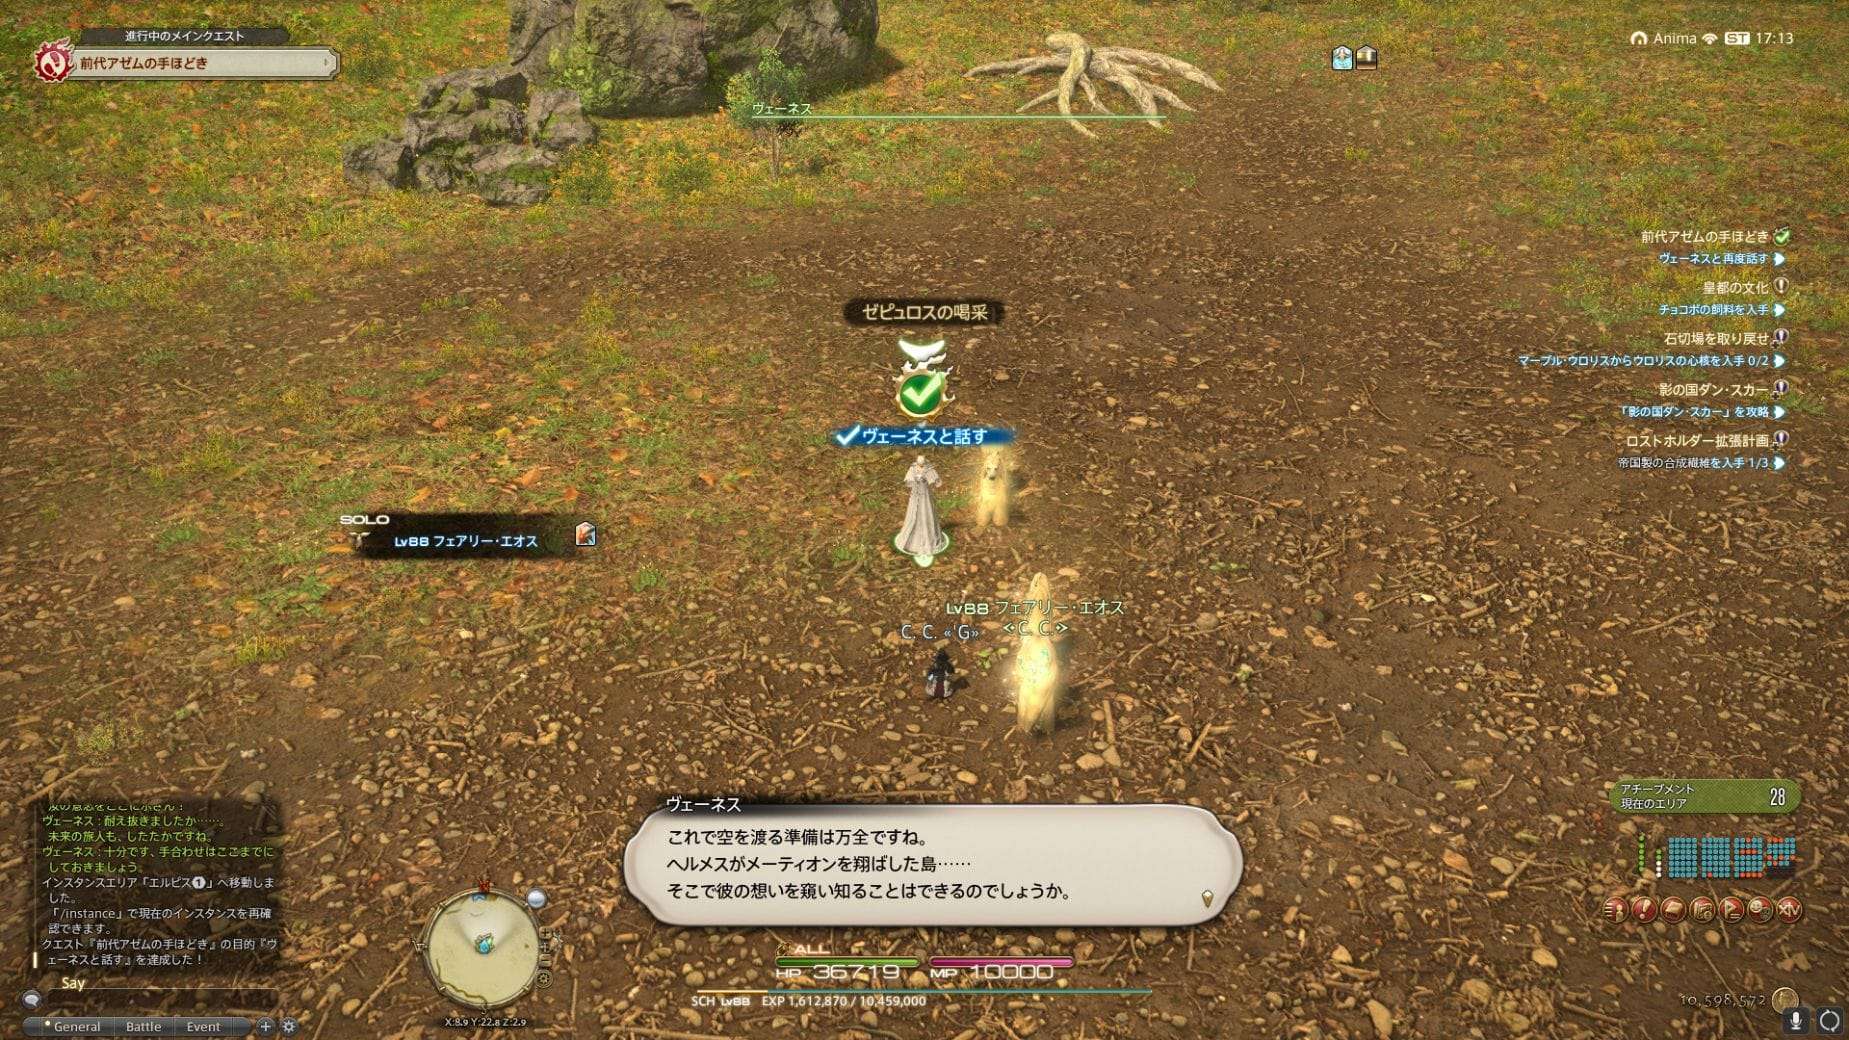 進行中のメインクエスト
前代アゼムの手ほどき
Anima ST 17:13
ヴェーネス
前代アゼムの手ほどき
ヴェーネスと再度話す
皇都の文化
チョコボの飼料を入手
石切場を取り戻せ
マーブル・ウロリスからウロリスの心核を入手 0/2
影の国ダン・スカー
「影の国ダン・スカー」を攻略
ロストホルダー拡張計画
帝国製の合成繊維を入手 1/3
ゼピュロスの喝采
ヴェーネスと話す
SOLO
Lv88 フェアリー・エオス
Lv88 フェアリー・エオス
C. C. «'G»
<C. C.>
アチーブメント
現在のエリア
28
ヴェーネス
これで空を渡る準備は万全ですね。
ヘルメスがメーティオンを翔ばした島……
そこで彼の想いを窺い知ることはできるのでしょうか。
ヴェーネス：耐え抜きましたか……。
未来の旅人も、したたかですね。
ヴェーネス：十分です、手合わせはここまでに
しておきましょう。
インスタンスエリア「エルピス1」へ移動しま
した。
「/instance」で現在のインスタンスを再確
認できます。
クエスト『前代アゼムの手ほどき』の目的『ヴ
ェーネスと話す』を達成した！
Say
General Battle Event
X:8.9 Y:22.8 Z:2.9
ALL
HP 36719 MP 10000
SCH Lv88 EXP 1,612,870 / 10,459,000
10,598,572